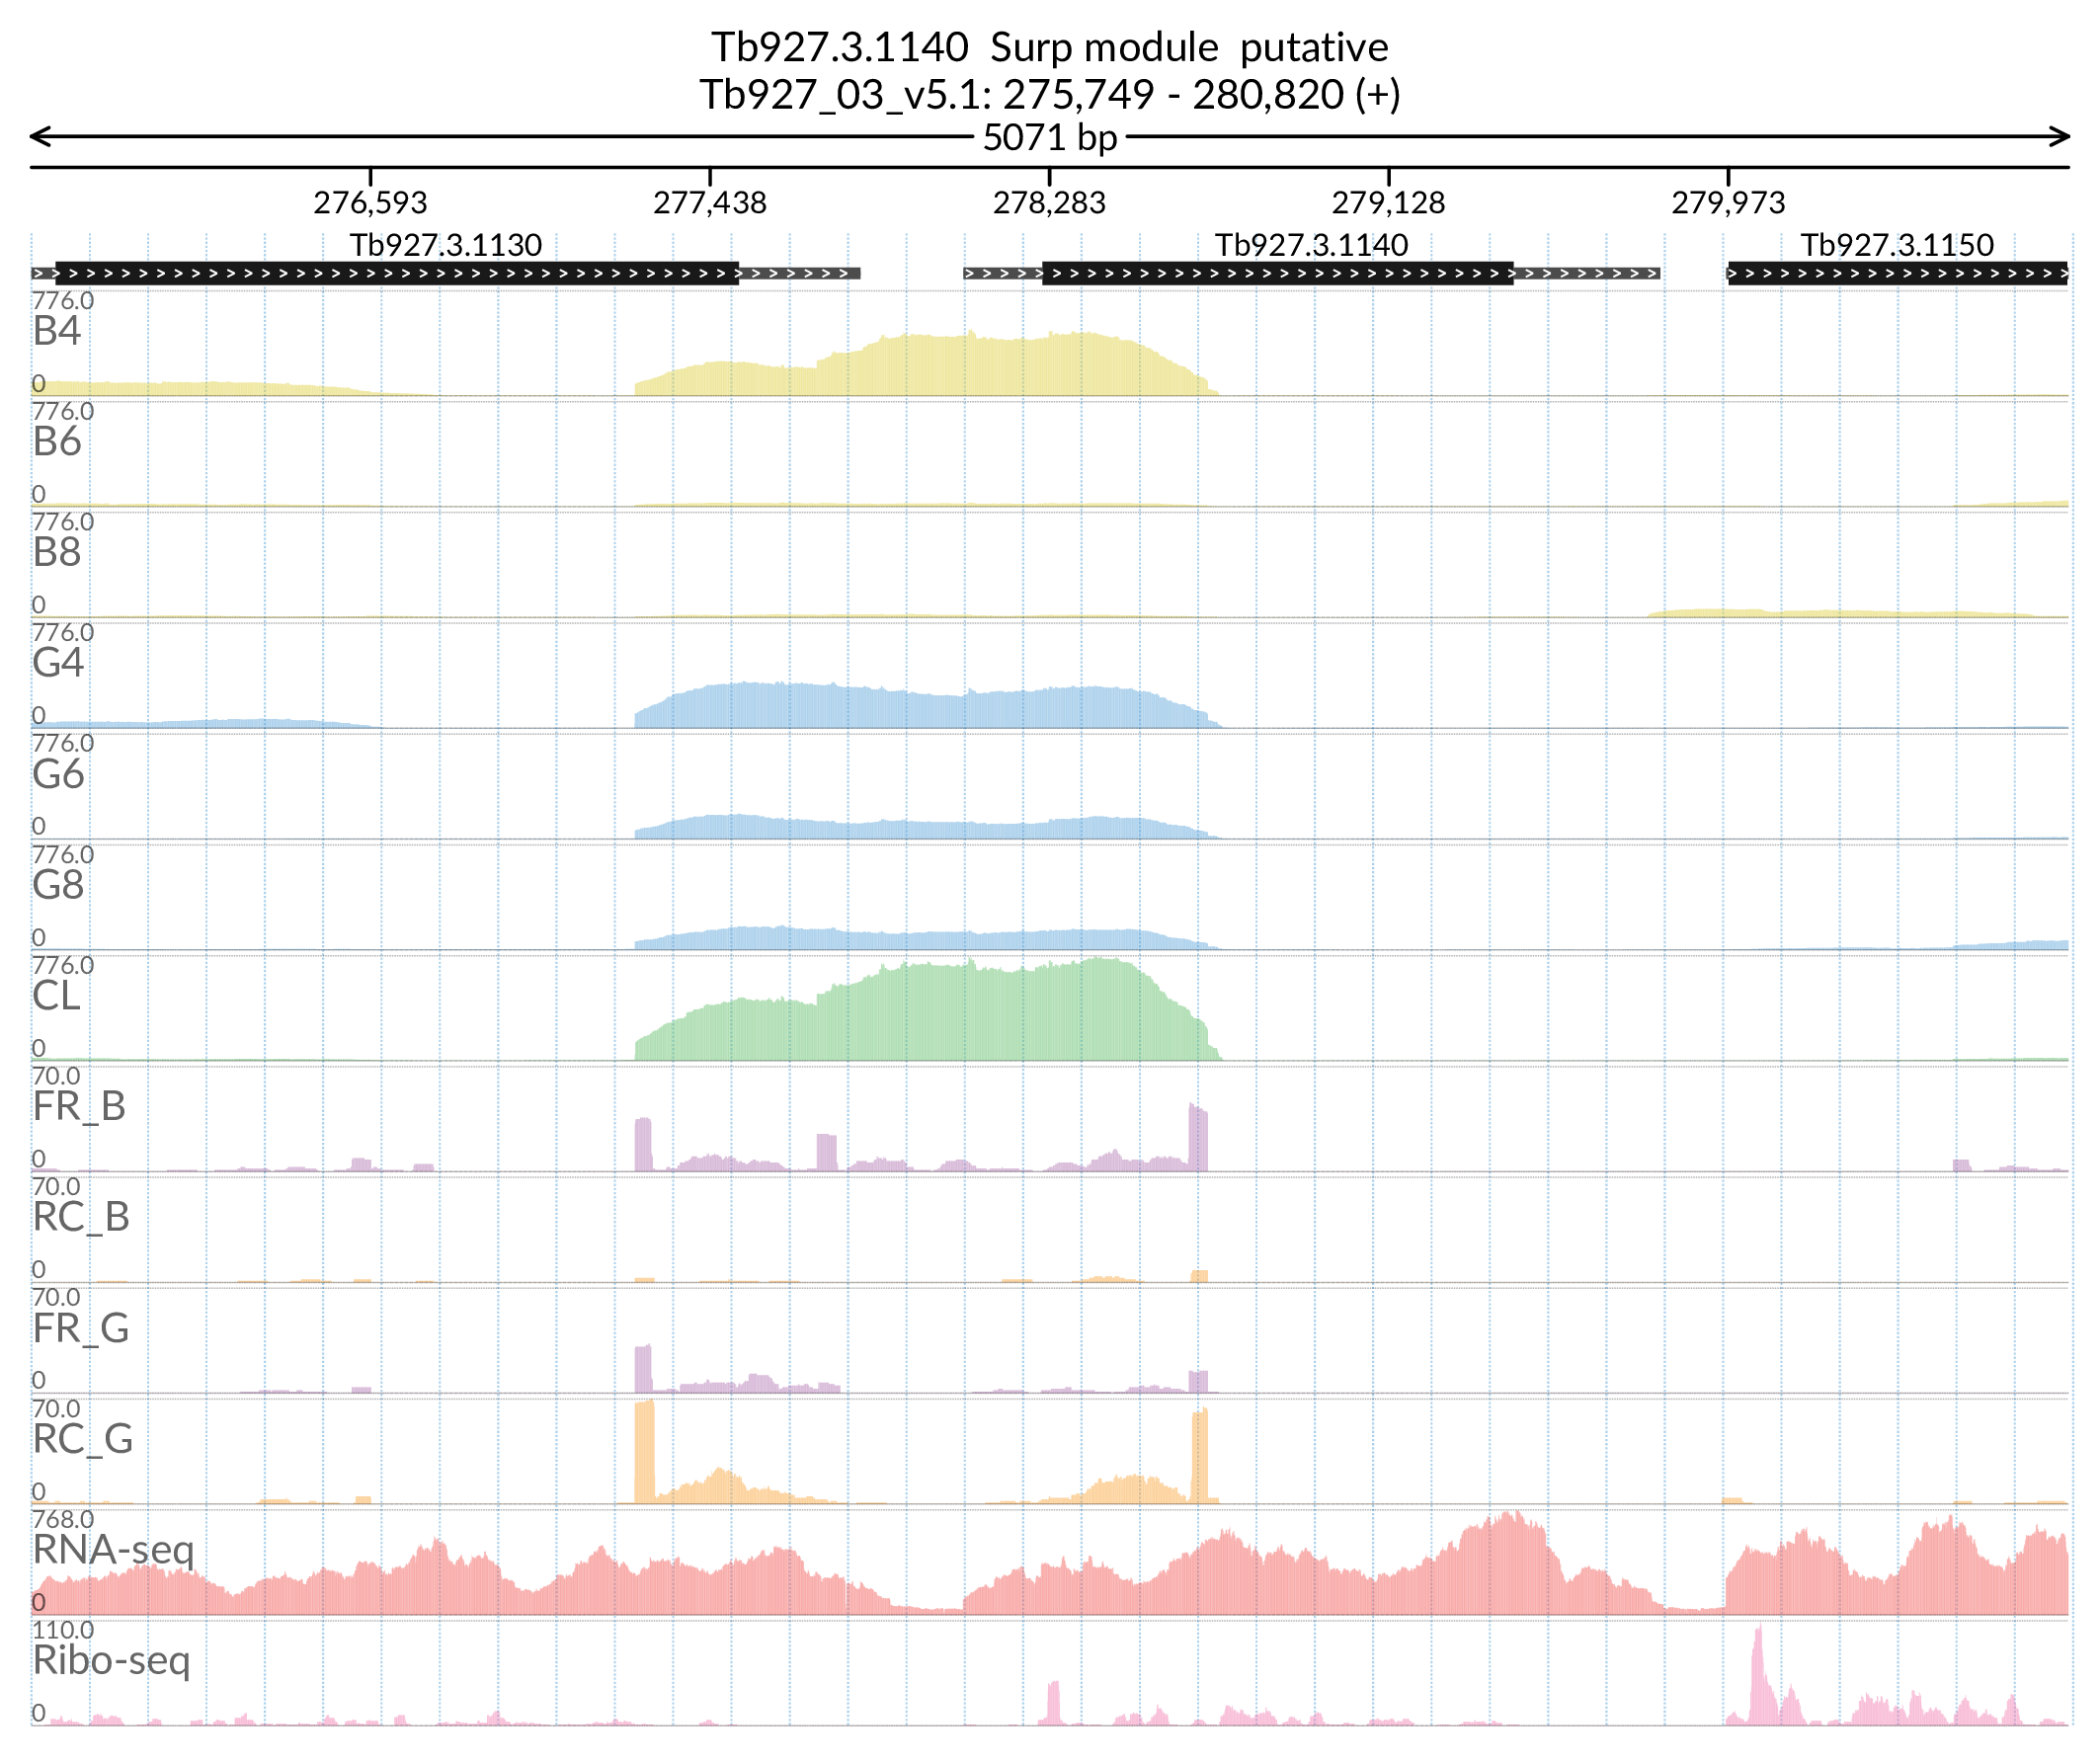 Tb927.3.1140  Surp module  putative
Tb927_03_v5.1: 275,749 - 280,820 (+)
5071 bp
276,593 277,438 278,283 279,128 279,973
Tb927.3.1130 Tb927.3.1140 Tb927.3.1150
776.0
B4
0
776.0
B6
0
776.0
B8
0
776.0
G4
0
776.0
G6
0
776.0
G8
0
776.0
CL
0
70.0
FR_B
0
70.0
RC_B
0
70.0
FR_G
0
70.0
RC_G
0
768.0
RNA-seq
0
110.0
Ribo-seq
0